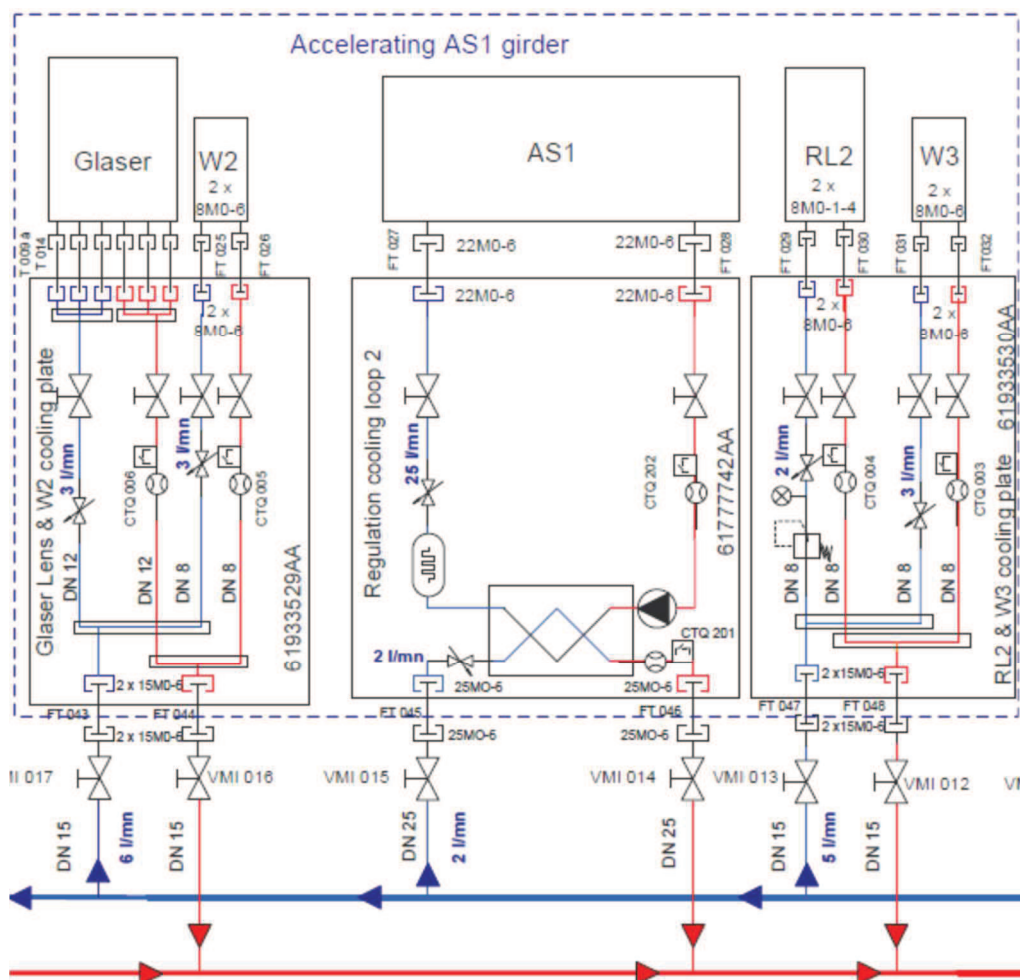 Accelerating AS1 girder
Glaser
W2
2 x
8M0-6
AS1
RL2
2 x
8M0-1-4
W3
2 x
8M0-6
T 009 à
T 014
FT 025
FT 026
FT 027
22M0-6
22M0-6
FT 028
FT 029
FT 030
FT 031
FT032
2 x
8M0-6
22M0-6
22M0-6
2 x
8M0-6
2 x
8M0-6
Glaser Lens & W2 cooling plate
3 l/mn
CTQ 006
3 l/mn
CTQ 005
DN 12
DN 12
DN 8
DN 8
61933529AA
Regulation cooling loop 2
25 l/mn
CTQ 202
61777742AA
2 l/mn
CTQ 004
3 l/mn
CTQ 003
DN 8
DN 8
DN 8
DN 8
RL2 & W3 cooling plate
61933530AA
2 l/mn
CTQ 201
2 x 15M0-6
25MO-6
25MO-6
2 x15M0-6
FT 043
FT 044
FT 045
FT 046
FT 047
FT 048
2 x 15M0-6
25MO-6
25MO-6
2 x15M0-6
MI 017
VMI 016
VMI 015
VMI 014
VMI 013
VMI 012
DN 15
6 l/mn
DN 15
DN 25
2 l/mn
DN 25
DN 15
5 l/mn
DN 15